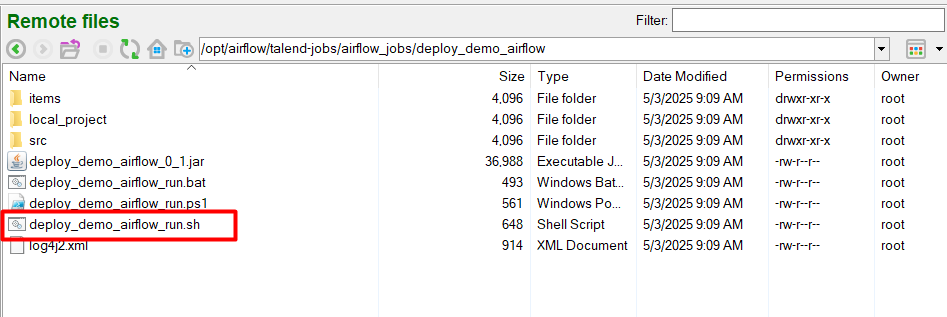 Remote files
Filter:
/opt/airflow/talend-jobs/airflow_jobs/deploy_demo_airflow
Name Size Type Date Modified Permissions Owner
items 4,096 File folder 5/3/2025 9:09 AM drwxr-xr-x root
local_project 4,096 File folder 5/3/2025 9:09 AM drwxr-xr-x root
src 4,096 File folder 5/3/2025 9:09 AM drwxr-xr-x root
deploy_demo_airflow_0_1.jar 36,988 Executable J... 5/3/2025 9:09 AM -rw-r--r-- root
deploy_demo_airflow_run.bat 493 Windows Bat... 5/3/2025 9:09 AM -rw-r--r-- root
deploy_demo_airflow_run.ps1 561 Windows Po... 5/3/2025 9:09 AM -rw-r--r-- root
deploy_demo_airflow_run.sh 648 Shell Script 5/3/2025 9:09 AM -rw-r--r-- root
log4j2.xml 914 XML Document 5/3/2025 9:09 AM -rw-r--r-- root